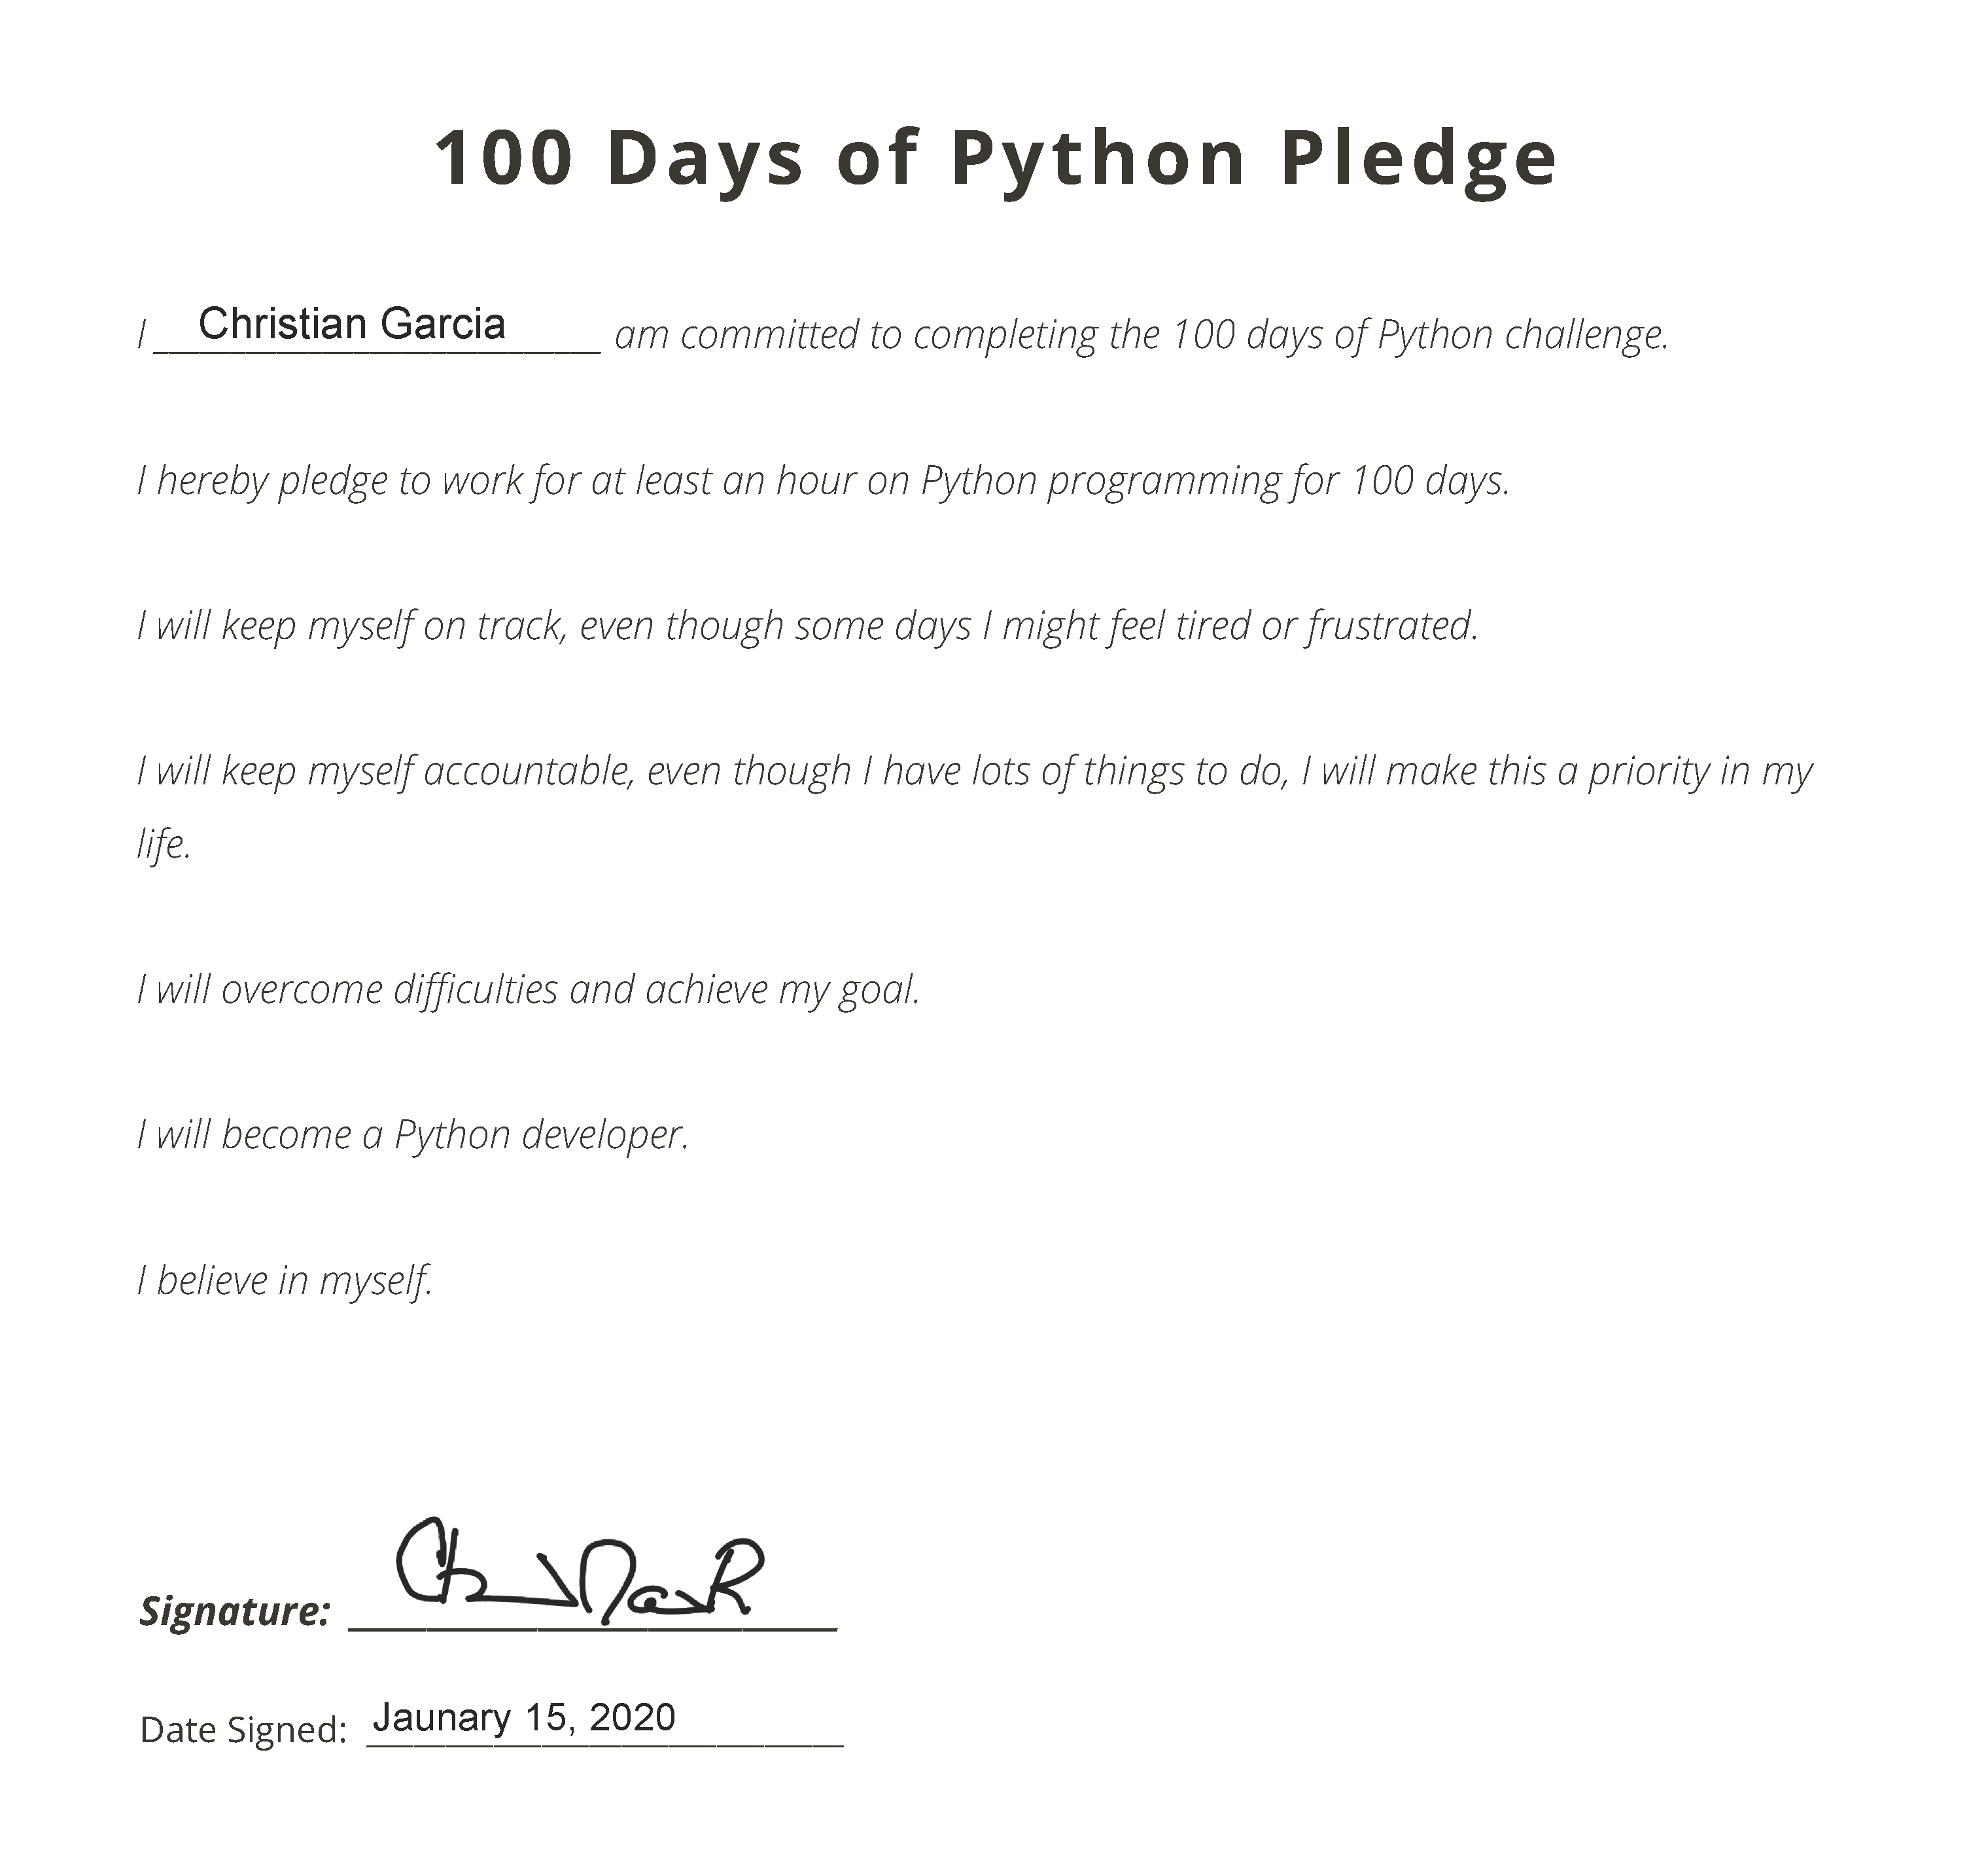 100 Days of Python Pledge
I Christian Garcia am committed to completing the 100 days of Python challenge.
I hereby pledge to work for at least an hour on Python programming for 100 days.
I will keep myself on track, even though some days I might feel tired or frustrated.
I will keep myself accountable, even though I have lots of things to do, I will make this a priority in my
life.
I will overcome difficulties and achieve my goal.
I will become a Python developer.
I believe in myself.
Signature:
Date Signed: Jaunary 15, 2020